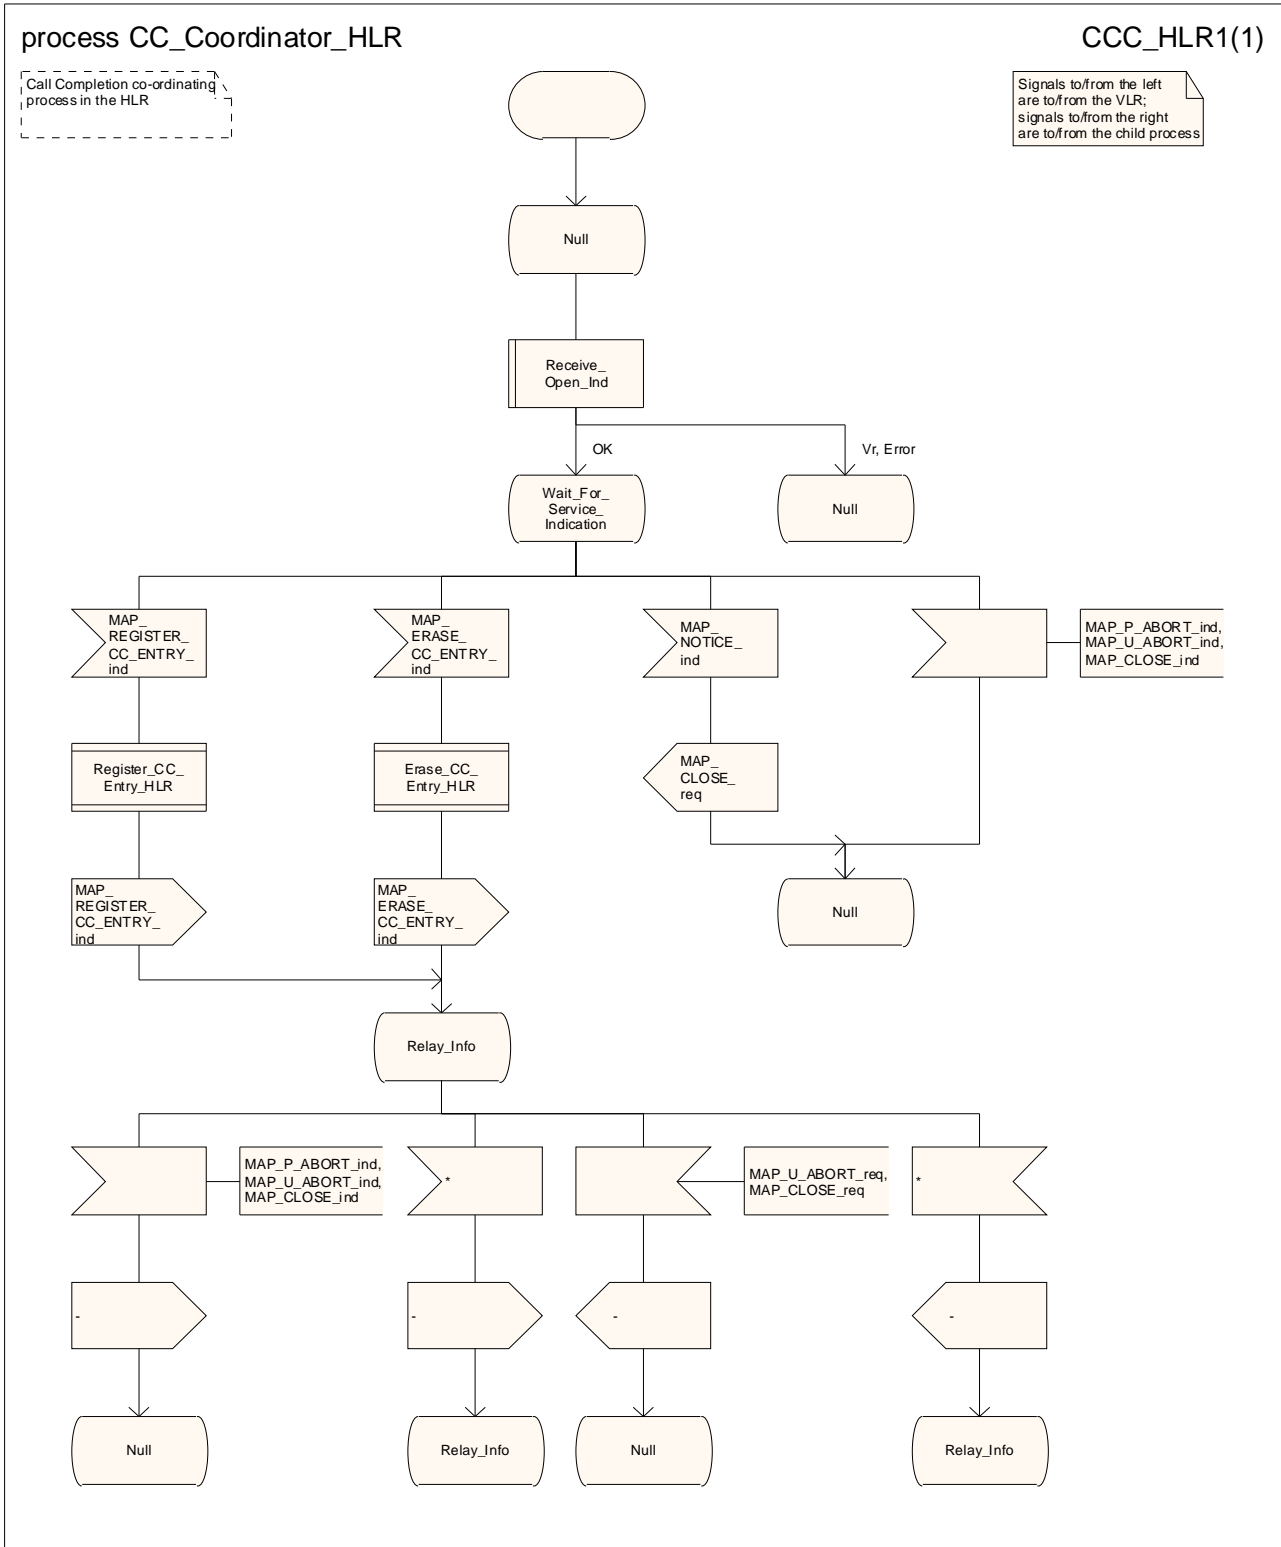 process CC_Coordinator_HLR
CCC_HLR1(1)
Call Completion co-ordinating
process in the HLR
Signals to/from the left
are to/from the VLR;
signals to/from the right
are to/from the child process
Null
Receive_
Open_Ind
OK
Vr, Error
Wait_For_
Service_
Indication
Null
MAP_
REGISTER_
CC_ENTRY_
ind
MAP_
ERASE_
CC_ENTRY_
ind
MAP_
NOTICE_
ind
MAP_P_ABORT_ind,
MAP_U_ABORT_ind,
MAP_CLOSE_ind
Register_CC_
Entry_HLR
Erase_CC_
Entry_HLR
MAP_
CLOSE_
req
MAP_
REGISTER_
CC_ENTRY_
ind
MAP_
ERASE_
CC_ENTRY_
ind
Null
Relay_Info
MAP_P_ABORT_ind,
MAP_U_ABORT_ind,
MAP_CLOSE_ind
*
MAP_U_ABORT_req,
MAP_CLOSE_req
*
-
-
-
-
Null
Relay_Info
Null
Relay_Info